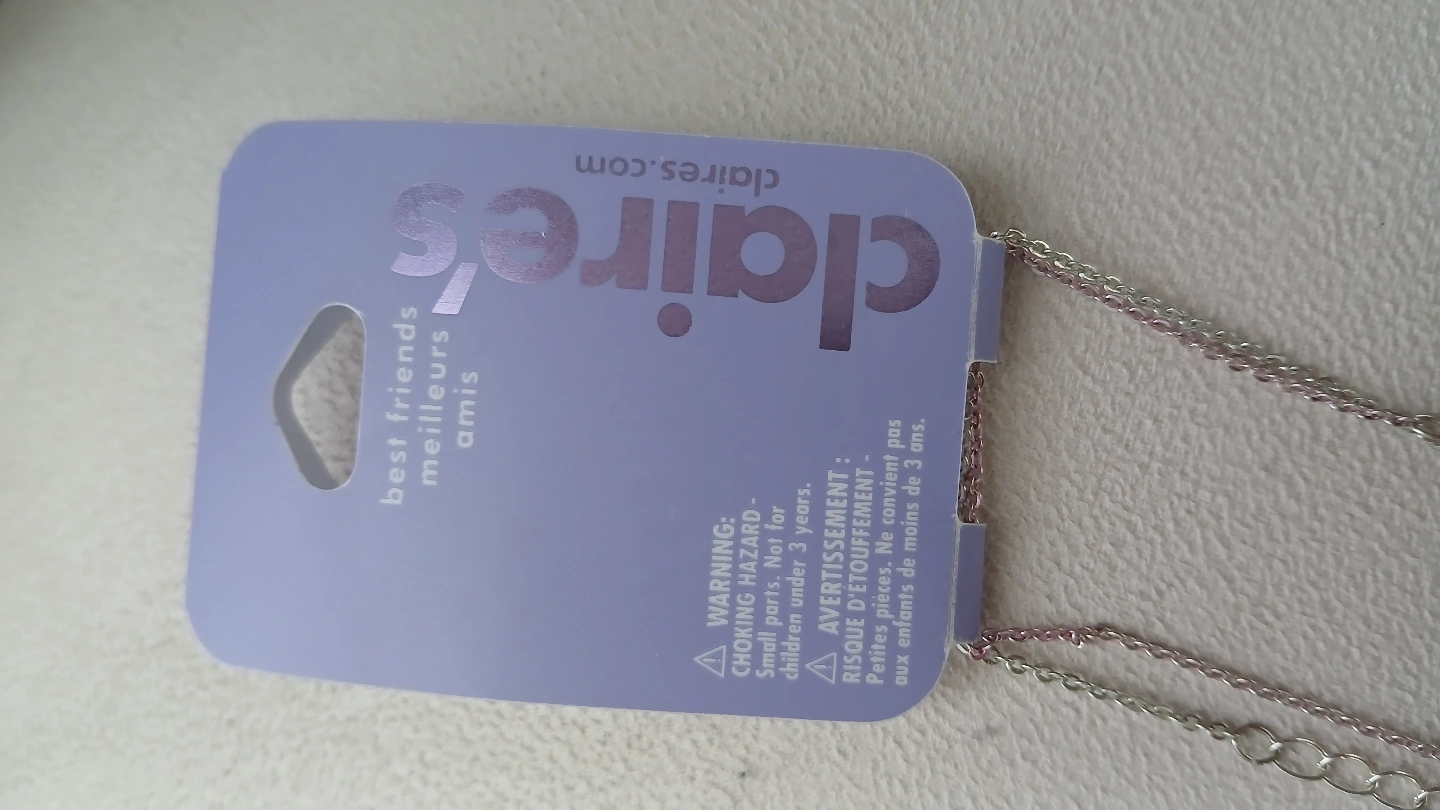 best friends
meilleurs
amis
claire's
claires.com
⚠ WARNING:
CHOKING HAZARD -
Small parts. Not for
children under 3 years.
⚠ AVERTISSEMENT :
RISQUE D'ETOUFFEMENT -
Petites pièces. Ne convient pas
aux enfants de moins de 3 ans.